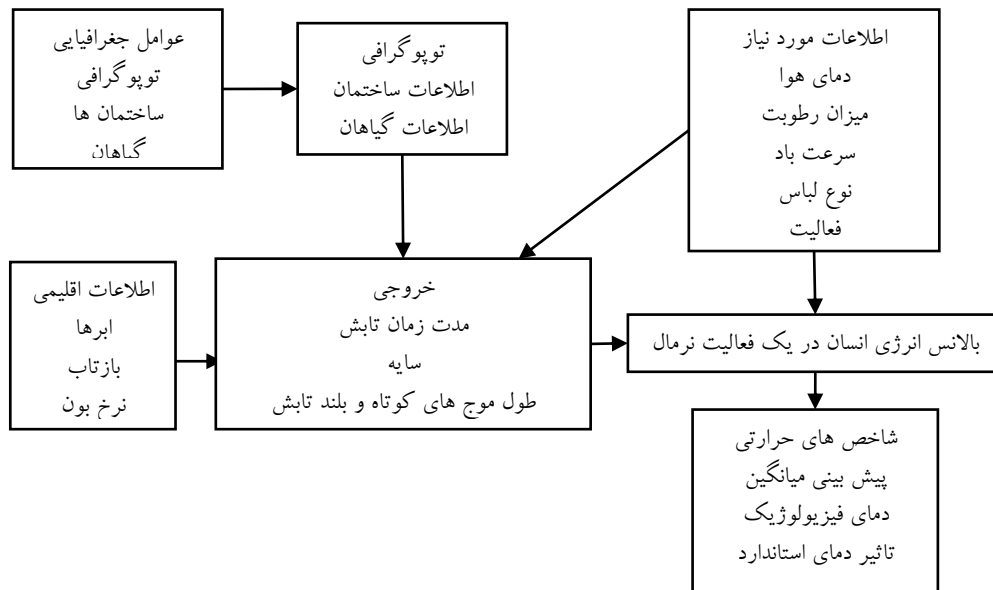 عوامل جغرافیایی
توپوگرافی
ساختمان ها
گیاهان
توپوگرافی
اطلاعات ساختمان
اطلاعات گیاهان
اطلاعات مورد نیاز
دمای هوا
میزان رطوبت
سرعت باد
نوع لباس
فعالیت
اطلاعات اقلیمی
ابرها
بازتاب
نرخ بون
خروجی
مدت زمان تابش
سایه
طول موج های کوتاه و بلند تابش
بالانس انرژی انسان در یک فعالیت نرمال
شاخص های حرارتی
پیش بینی میانگین
دمای فیزیولوژیک
تاثیر دمای استاندارد